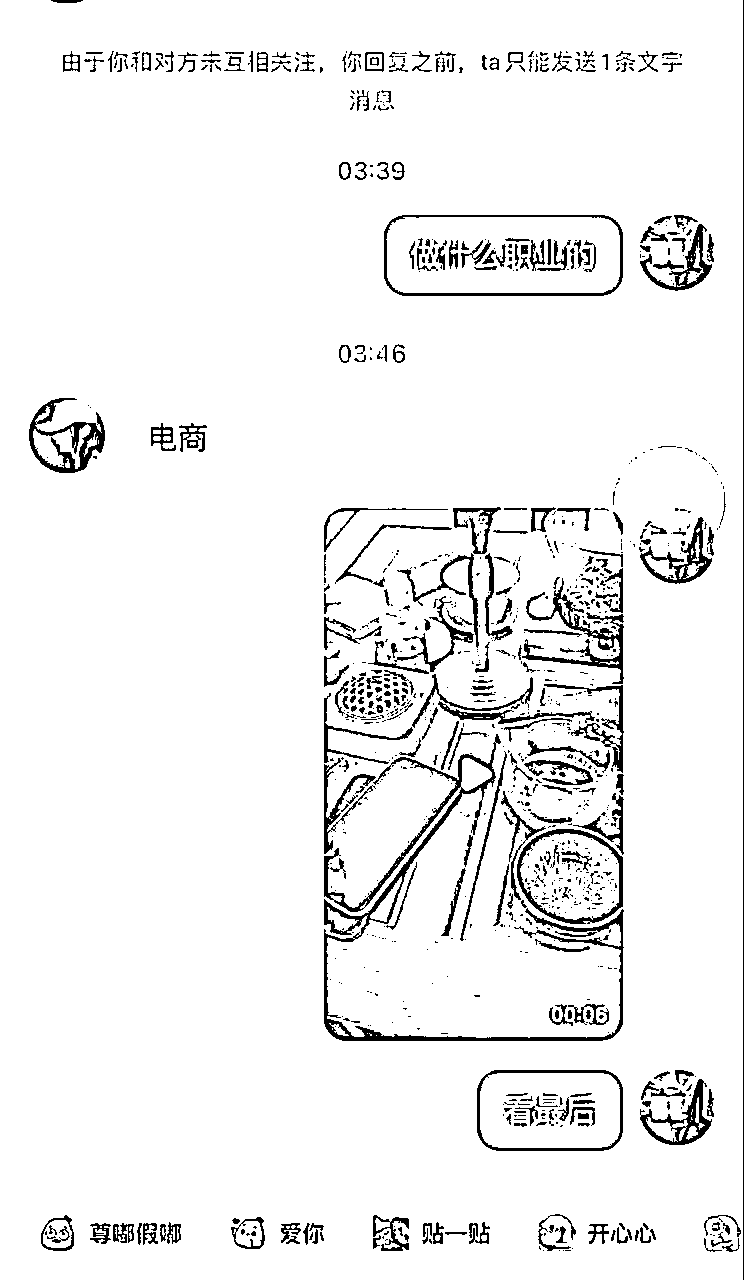 由于你和对方未互相关注，你回复之前，ta只能发送1条文字
消息
03:39
做什么职业的
03:46
电商
00:06
看最后
尊嘟假嘟 爱你 贴一贴 开心心